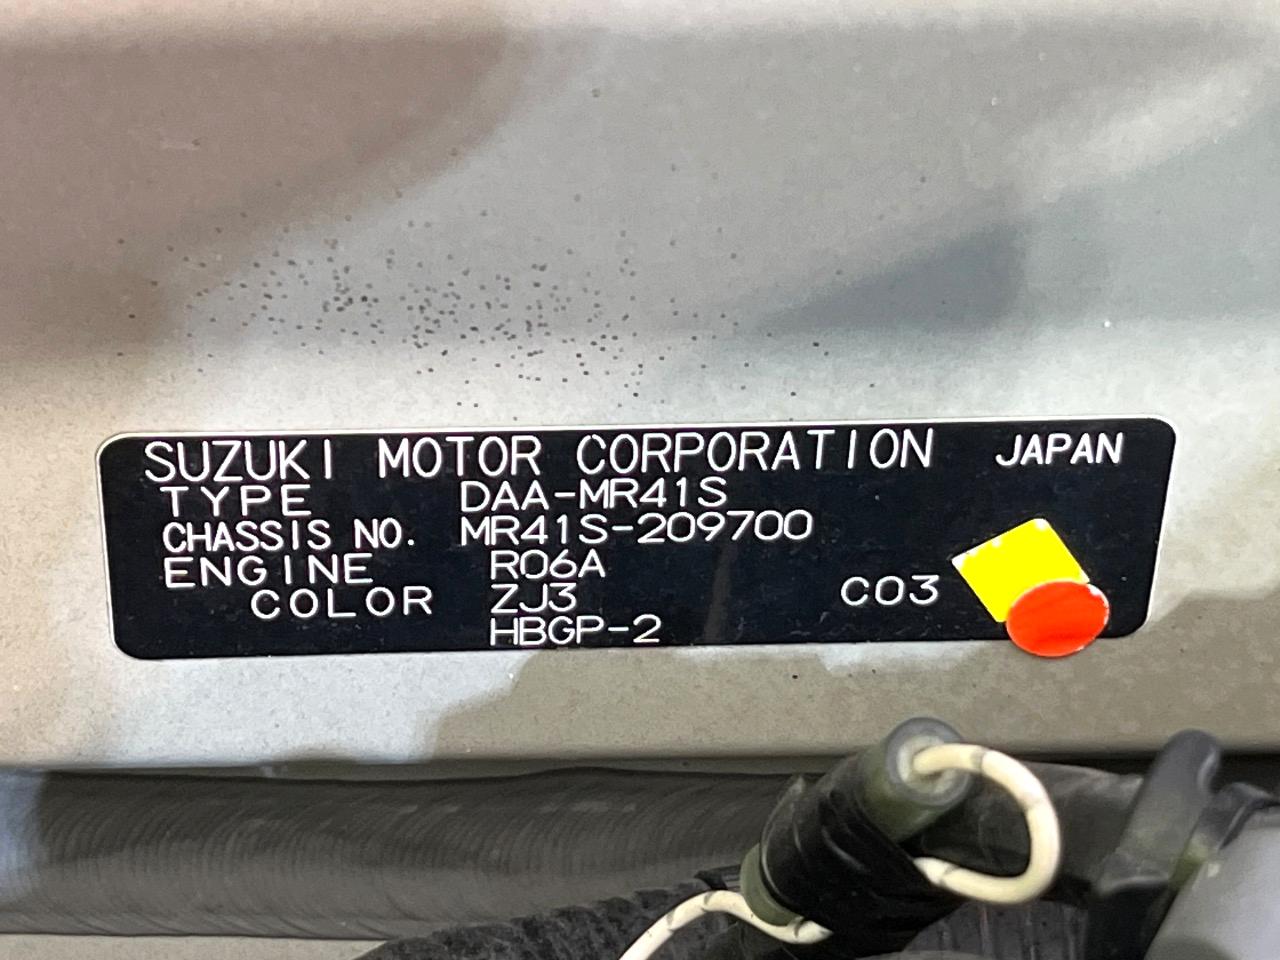 SUZUKI MOTOR CORPORATION JAPAN
TYPE DAA-MR41S
CHASSIS NO. MR41S-209700
ENGINE R06A
COLOR ZJ3 C03
HBGP-2